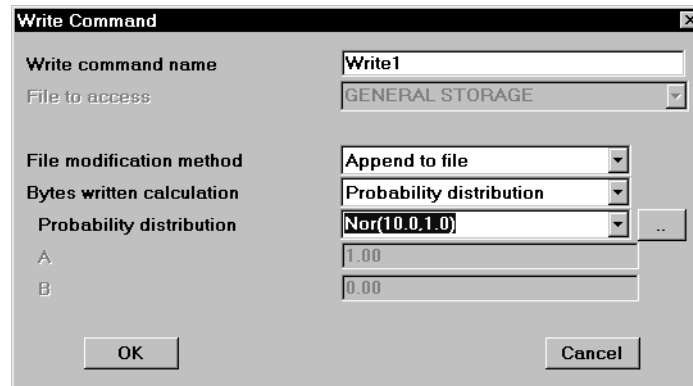 Write Command
Write command name Write1
File to access GENERAL STORAGE
File modification method Append to file
Bytes written calculation Probability distribution
Probability distribution Nor(10.0,1.0) ..
A 1.00
B 0.00
OK Cancel